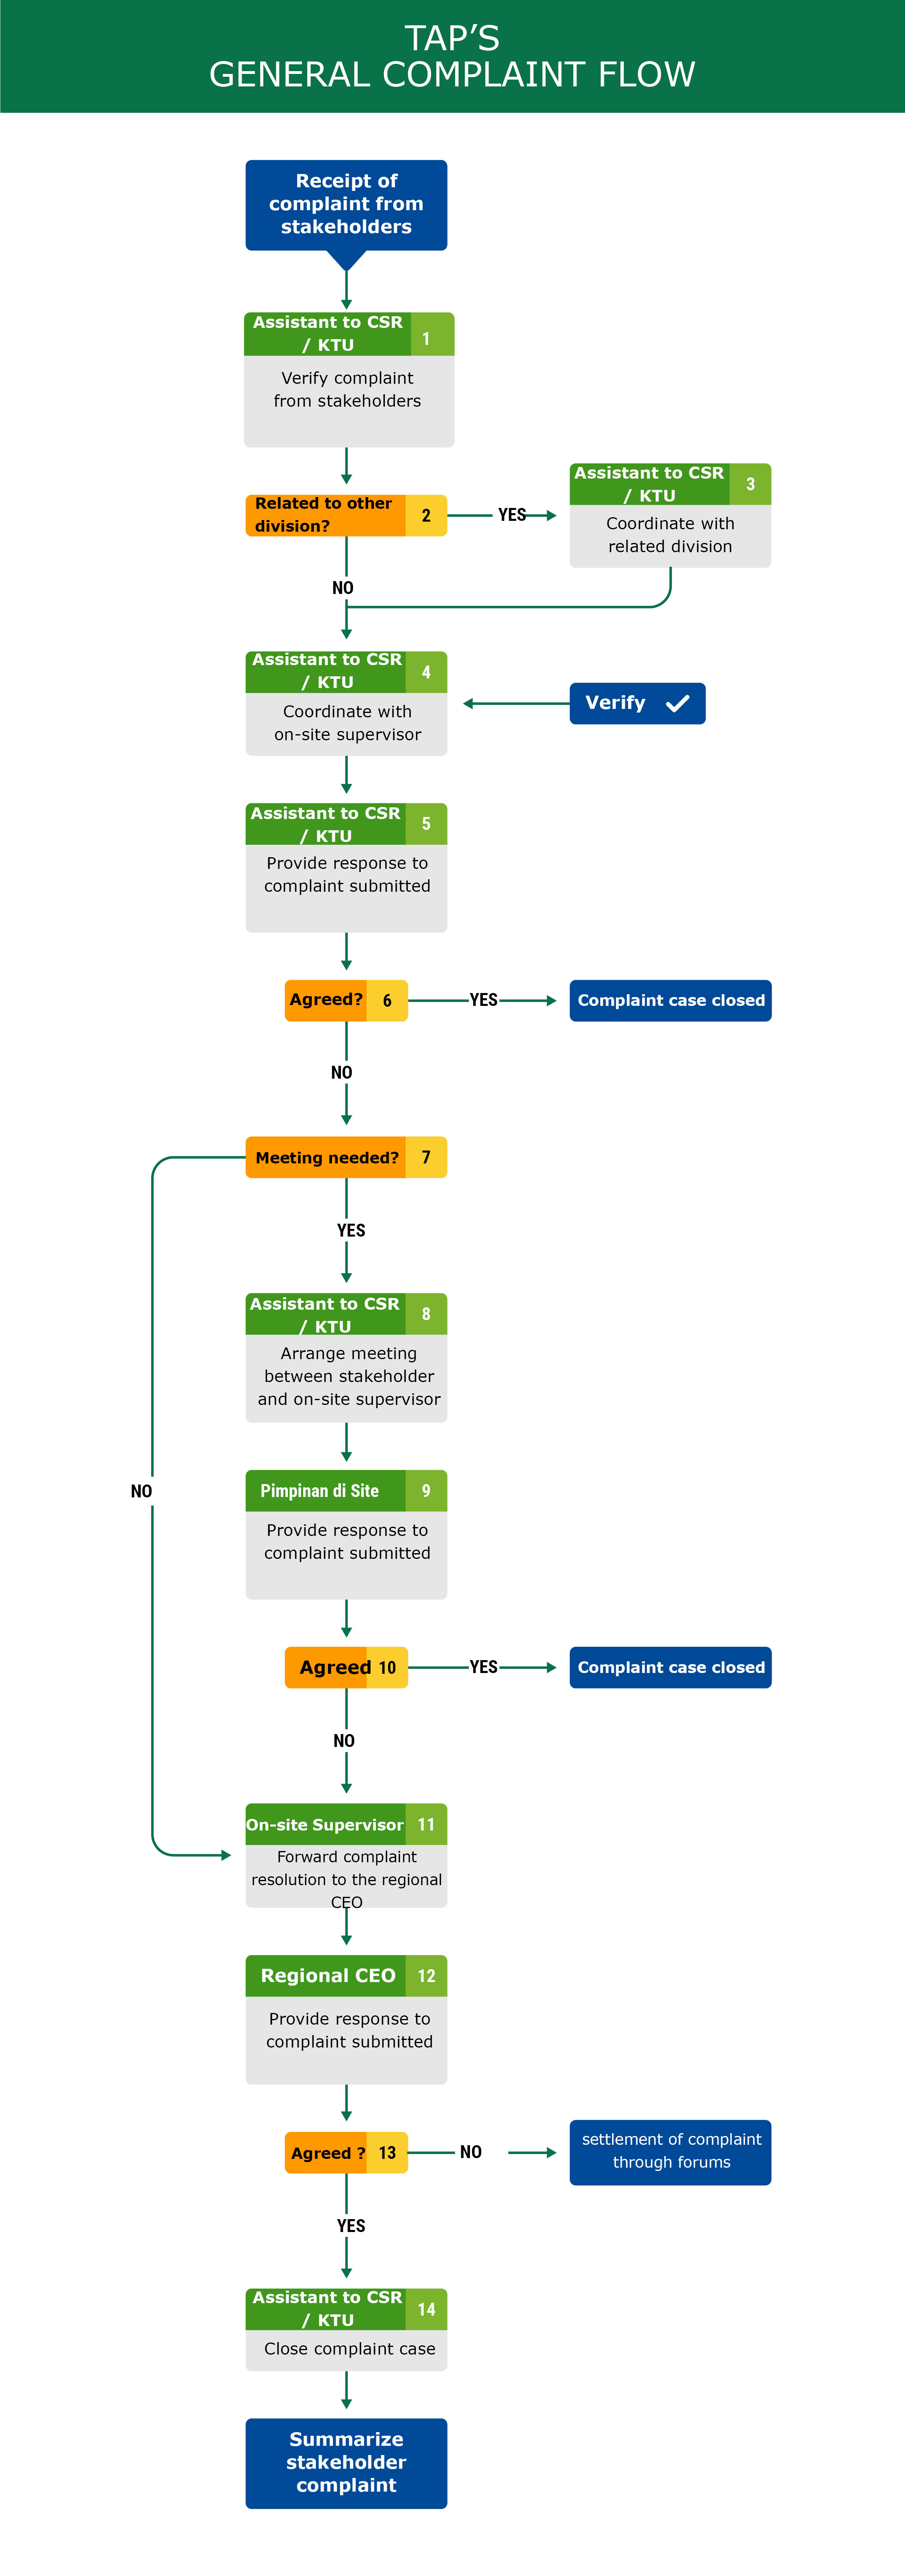 TAP’S
GENERAL COMPLAINT FLOW
Receipt of
complaint from
stakeholders
Assistant to CSR
/ KTU
1
Verify complaint
from stakeholders
Related to other
division?
2
YES
Assistant to CSR
/ KTU
3
Coordinate with
related division
NO
Assistant to CSR
/ KTU
4
Coordinate with
on-site supervisor
Verify
Assistant to CSR
/ KTU
5
Provide response to
complaint submitted
Agreed?
6
YES
Complaint case closed
NO
Meeting needed?
7
YES
Assistant to CSR
/ KTU
8
Arrange meeting
between stakeholder
and on-site supervisor
NO
Pimpinan di Site
9
Provide response to
complaint submitted
Agreed
10
YES
Complaint case closed
NO
On-site Supervisor
11
Forward complaint
resolution to the regional
CEO
Regional CEO
12
Provide response to
complaint submitted
Agreed ?
13
NO
settlement of complaint
through forums
YES
Assistant to CSR
/ KTU
14
Close complaint case
Summarize
stakeholder
complaint